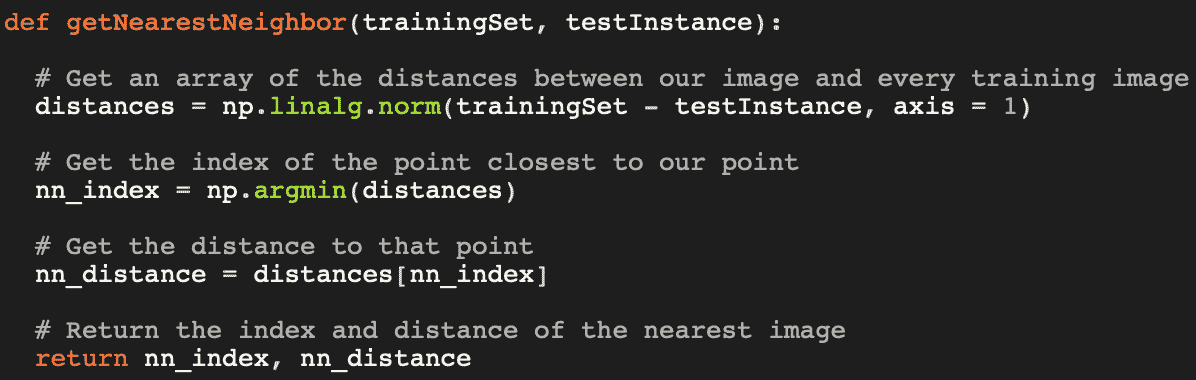 def getNearestNeighbor(trainingSet, testInstance):
# Get an array of the distances between our image and every training image
distances = np.linalg.norm(trainingSet - testInstance, axis = 1)
# Get the index of the point closest to our point
nn_index = np.argmin(distances)
# Get the distance to that point
nn_distance = distances[nn_index]
# Return the index and distance of the nearest image
return nn_index, nn_distance